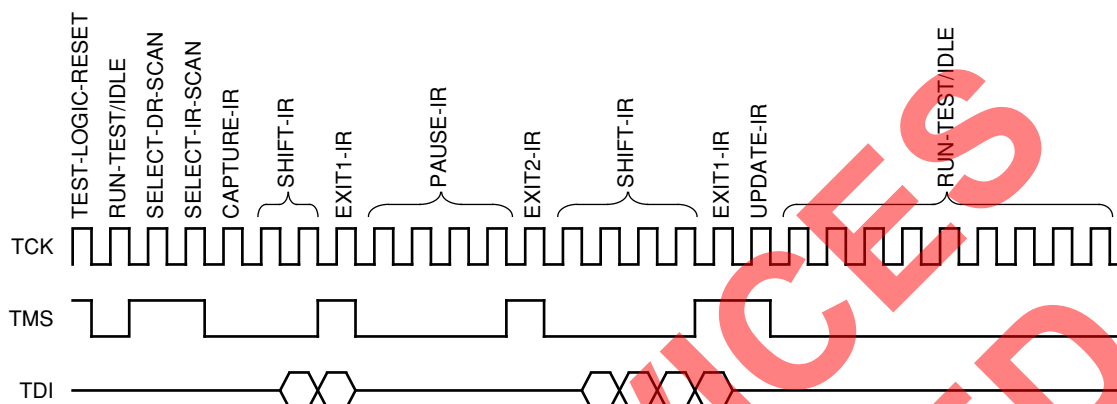 TEST-LOGIC-RESET
RUN-TEST/IDLE
SELECT-DR-SCAN
SELECT-IR-SCAN
CAPTURE-IR
SHIFT-IR
EXIT1-IR
PAUSE-IR
EXIT2-IR
SHIFT-IR
EXIT1-IR
UPDATE-IR
RUN-TEST/IDLE
TCK
TMS
TDI